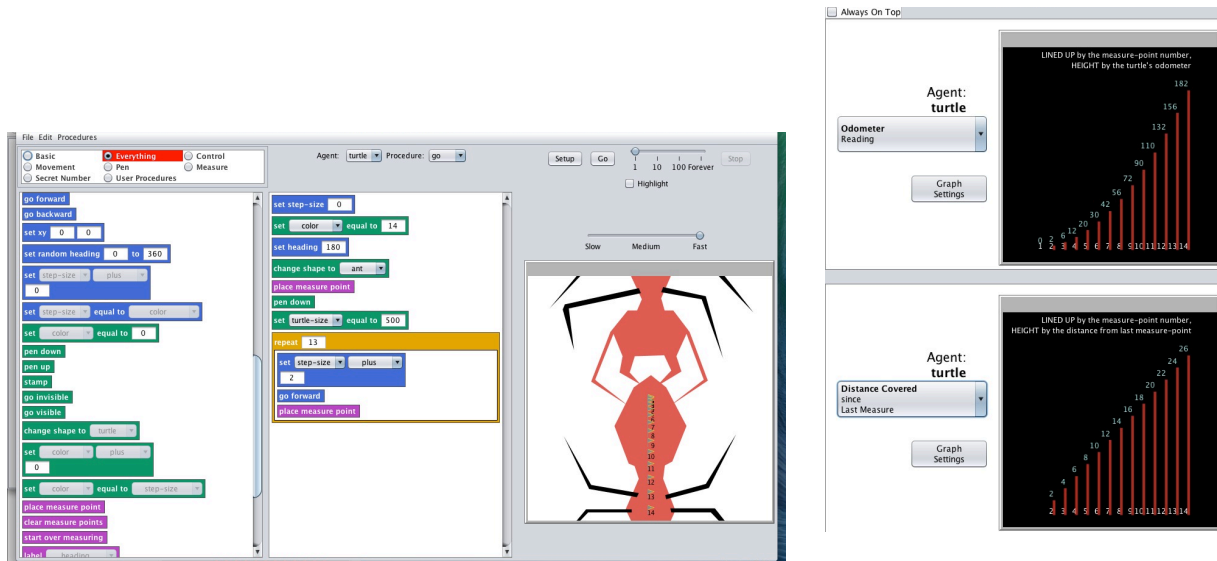 File Edit Procedures
Basic
Everything
Control
Movement
Pen
Measure
Secret Number
User Procedures
go forward
go backward
set xy 0 0
set random heading 0 to 360
set step-size plus
0
set step-size equal to color
set color equal to 0
pen down
pen up
stamp
go invisible
go visible
change shape to turtle
set color plus
0
set color equal to step-size
place measure point
clear measure points
start over measuring
label heading
Agent: turtle Procedure: go
set step-size 0
set color equal to 14
set heading 180
change shape to ant
place measure point
pen down
set turtle-size equal to 500
repeat 13
set step-size plus
2
go forward
place measure point
Setup Go
1 10 100 Forever
Stop
Highlight
Slow Medium Fast
6
7
8
9
10
11
12
13
14
Always On Top
Agent:
turtle
Odometer
Reading
Graph
Settings
LINED UP by the measure-point number,
HEIGHT by the turtle's odometer
0 2 6 12 20 30 42 56 72 90 110 132 156 182
1 2 3 4 5 6 7 8 9 10 11 12 13 14
Agent:
turtle
Distance Covered
since
Last Measure
Graph
Settings
LINED UP by the measure-point number,
HEIGHT by the distance from last measure-point
2 4 6 8 10 12 14 16 18 20 22 24 26
2 3 4 5 6 7 8 9 10 11 12 13 14